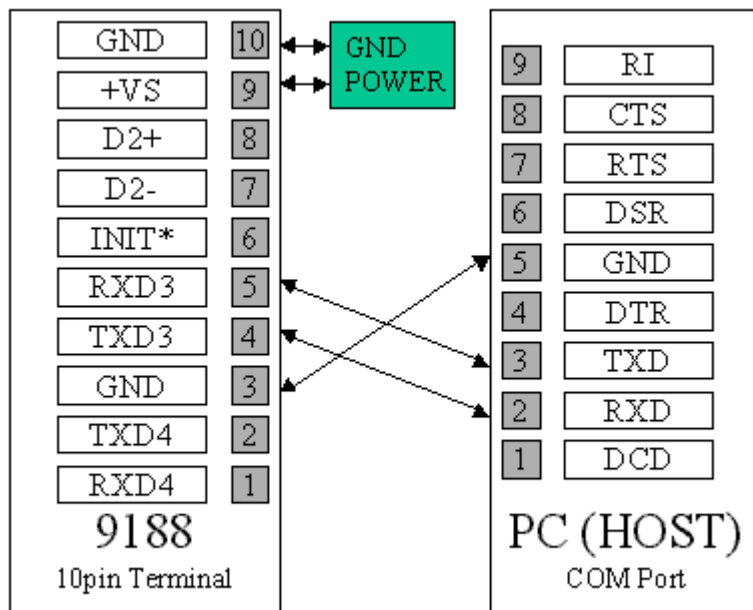 GND 10
+VS 9
D2+ 8
D2- 7
INIT* 6
RXD3 5
TXD3 4
GND 3
TXD4 2
RXD4 1
9188
10pin Terminal
GND
POWER
9 RI
8 CTS
7 RTS
6 DSR
5 GND
4 DTR
3 TXD
2 RXD
1 DCD
PC (HOST)
COM Port